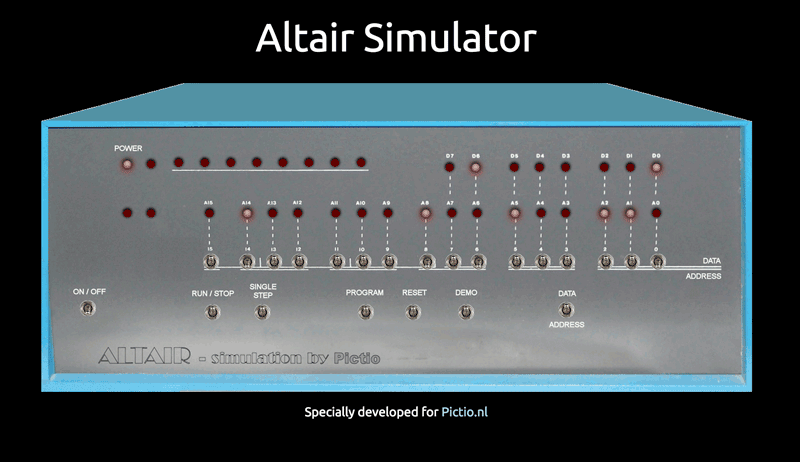 Altair Simulator
POWER
D7 D6 D5 D4 D3 D2 D1 D0
A15 A14 A13 A12 A11 A10 A9 A8 A7 A6 A5 A4 A3 A2 A1 A0
15 14 13 12 11 10 9 8 7 6 5 4 3 2 1 0
DATA
ADDRESS
ON / OFF
RUN / STOP
SINGLE
STEP
PROGRAM
RESET
DEMO
DATA
ADDRESS
ALTAIR - simulation by Pictio
Specially developed for Pictio.nl